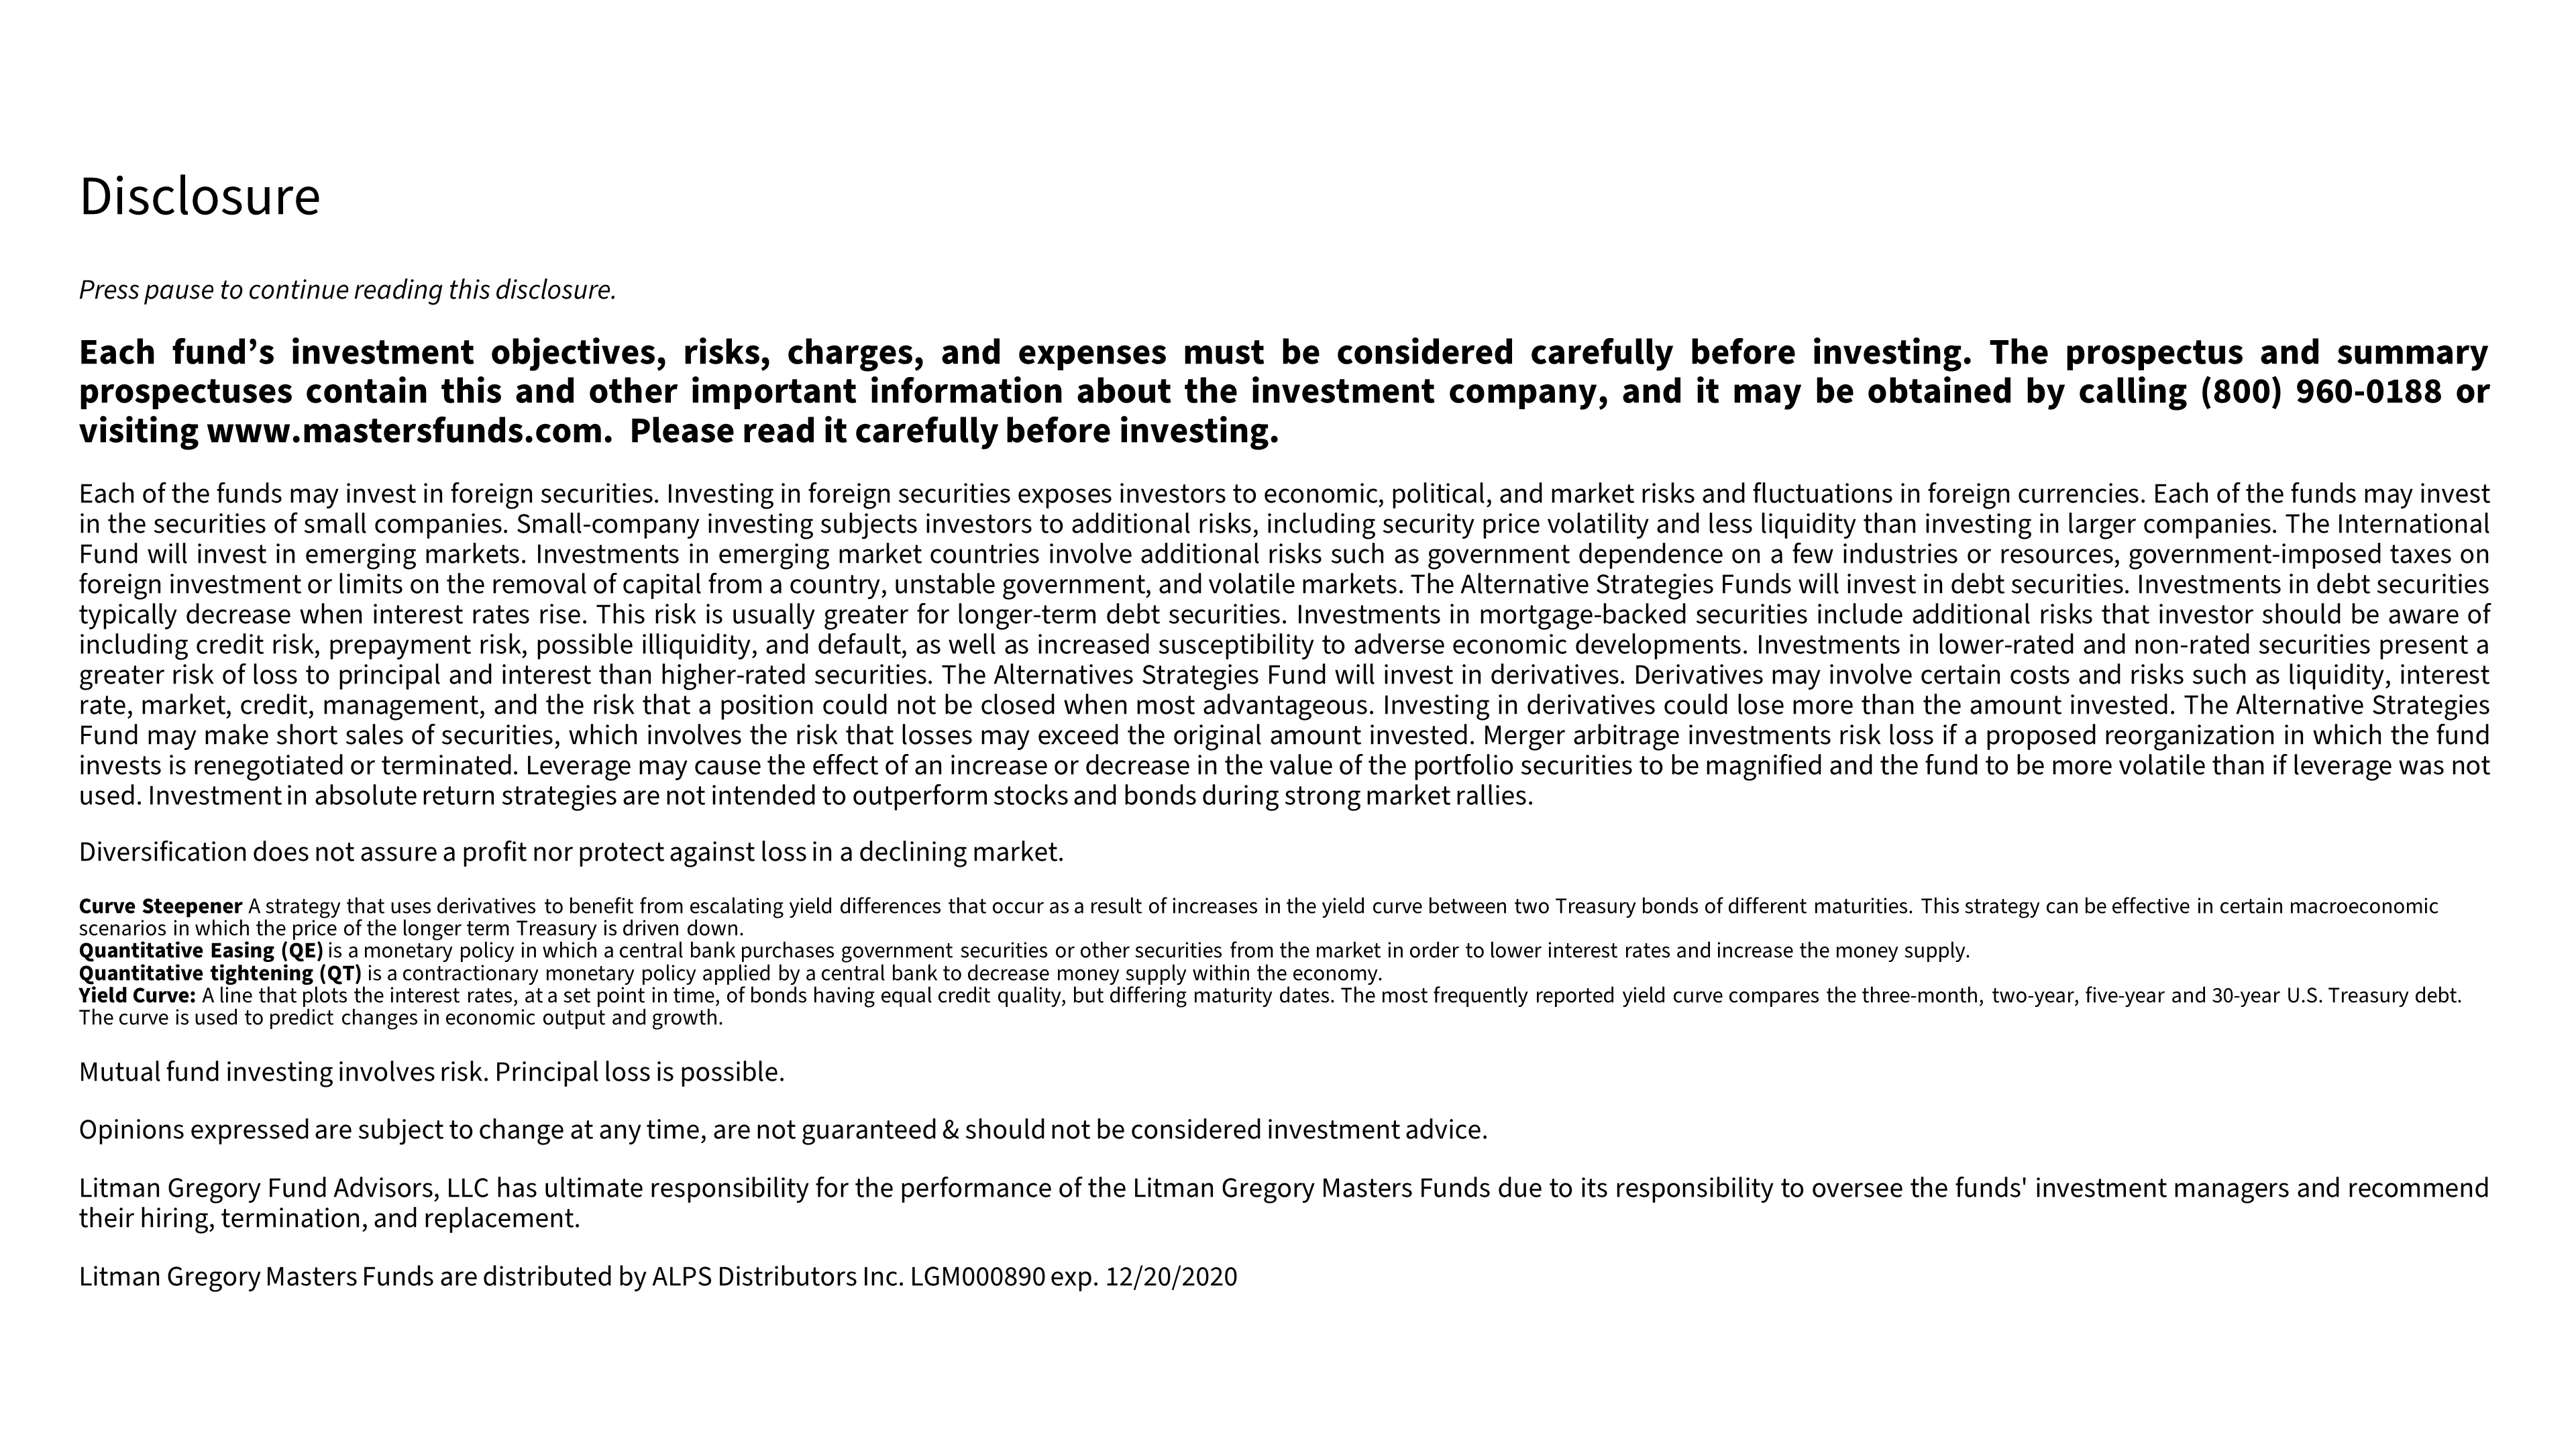 Disclosure
Press pause to continue reading this disclosure.
Each fund’s investment objectives, risks, charges, and expenses must be considered carefully before investing. The prospectus and summary
prospectuses contain this and other important information about the investment company, and it may be obtained by calling (800) 960-0188 or
visiting www.mastersfunds.com.  Please read it carefully before investing.
Each of the funds may invest in foreign securities. Investing in foreign securities exposes investors to economic, political, and market risks and fluctuations in foreign currencies. Each of the funds may invest
in the securities of small companies. Small-company investing subjects investors to additional risks, including security price volatility and less liquidity than investing in larger companies. The International
Fund will invest in emerging markets. Investments in emerging market countries involve additional risks such as government dependence on a few industries or resources, government-imposed taxes on
foreign investment or limits on the removal of capital from a country, unstable government, and volatile markets. The Alternative Strategies Funds will invest in debt securities. Investments in debt securities
typically decrease when interest rates rise. This risk is usually greater for longer-term debt securities. Investments in mortgage-backed securities include additional risks that investor should be aware of
including credit risk, prepayment risk, possible illiquidity, and default, as well as increased susceptibility to adverse economic developments. Investments in lower-rated and non-rated securities present a
greater risk of loss to principal and interest than higher-rated securities. The Alternatives Strategies Fund will invest in derivatives. Derivatives may involve certain costs and risks such as liquidity, interest
rate, market, credit, management, and the risk that a position could not be closed when most advantageous. Investing in derivatives could lose more than the amount invested. The Alternative Strategies
Fund may make short sales of securities, which involves the risk that losses may exceed the original amount invested. Merger arbitrage investments risk loss if a proposed reorganization in which the fund
invests is renegotiated or terminated. Leverage may cause the effect of an increase or decrease in the value of the portfolio securities to be magnified and the fund to be more volatile than if leverage was not
used. Investment in absolute return strategies are not intended to outperform stocks and bonds during strong market rallies.
Diversification does not assure a profit nor protect against loss in a declining market.
Curve Steepener A strategy that uses derivatives to benefit from escalating yield differences that occur as a result of increases in the yield curve between two Treasury bonds of different maturities. This strategy can be effective in certain macroeconomic
scenarios in which the price of the longer term Treasury is driven down.
Quantitative Easing (QE) is a monetary policy in which a central bank purchases government securities or other securities from the market in order to lower interest rates and increase the money supply.
Quantitative tightening (QT) is a contractionary monetary policy applied by a central bank to decrease money supply within the economy.
Yield Curve: A line that plots the interest rates, at a set point in time, of bonds having equal credit quality, but differing maturity dates. The most frequently reported yield curve compares the three-month, two-year, five-year and 30-year U.S. Treasury debt.
The curve is used to predict changes in economic output and growth.
Mutual fund investing involves risk. Principal loss is possible.
Opinions expressed are subject to change at any time, are not guaranteed & should not be considered investment advice.
Litman Gregory Fund Advisors, LLC has ultimate responsibility for the performance of the Litman Gregory Masters Funds due to its responsibility to oversee the funds' investment managers and recommend
their hiring, termination, and replacement.
Litman Gregory Masters Funds are distributed by ALPS Distributors Inc. LGM000890 exp. 12/20/2020